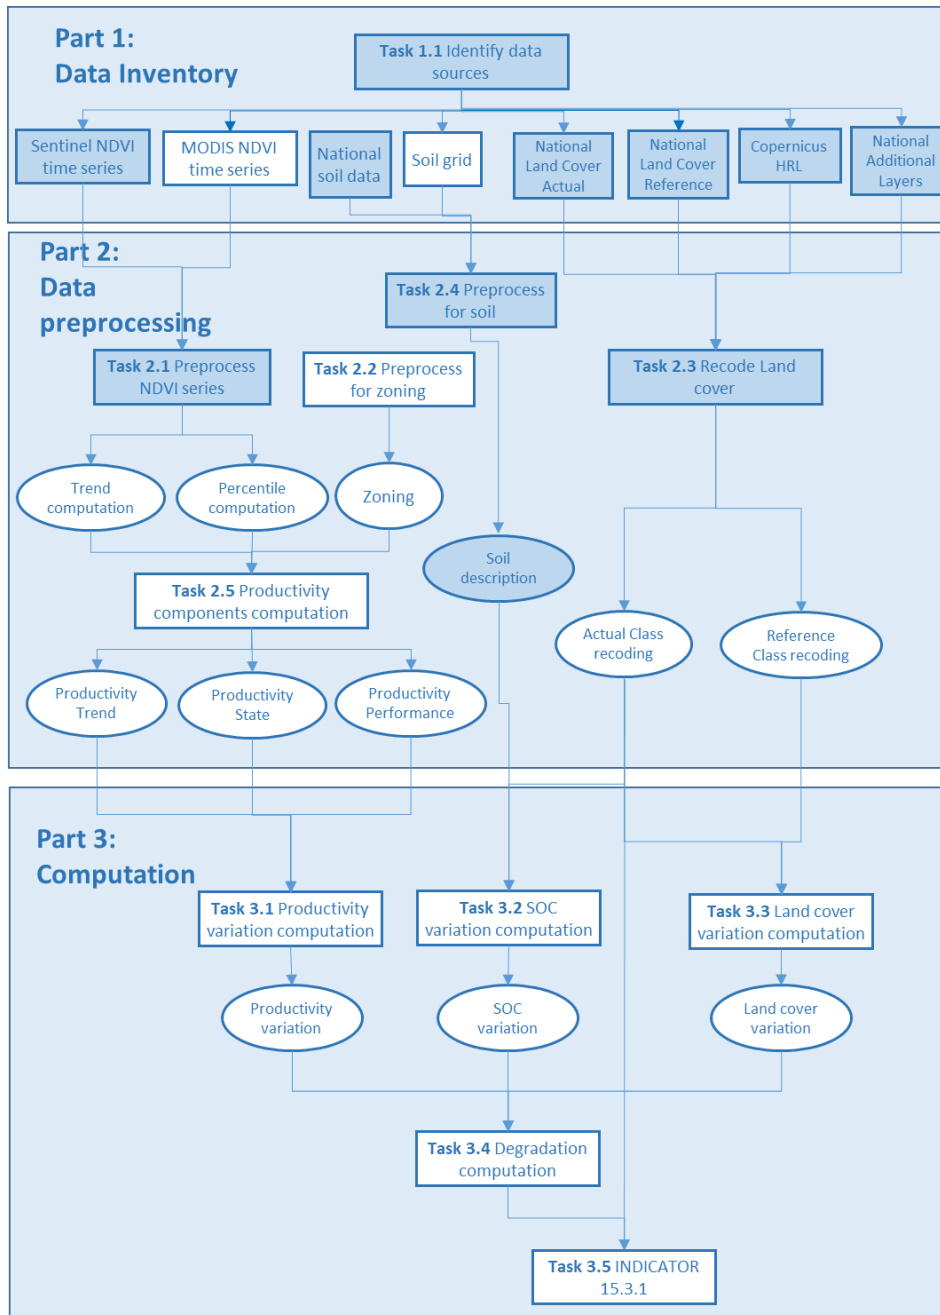 Part 1:
Data Inventory
Task 1.1 Identify data
sources
Sentinel NDVI
time series
MODIS NDVI
time series
National
soil data
Soil grid
National
Land Cover
Actual
National
Land Cover
Reference
Copernicus
HRL
National
Additional
Layers
Part 2:
Data
preprocessing
Task 2.4 Preprocess
for soil
Task 2.1 Preprocess
NDVI series
Task 2.2 Preprocess
for zoning
Task 2.3 Recode Land
cover
Trend
computation
Percentile
computation
Zoning
Soil
description
Task 2.5 Productivity
components computation
Actual Class
recoding
Reference
Class recoding
Productivity
Trend
Productivity
State
Productivity
Performance
Part 3:
Computation
Task 3.1 Productivity
variation computation
Task 3.2 SOC
variation computation
Task 3.3 Land cover
variation computation
Productivity
variation
SOC
variation
Land cover
variation
Task 3.4 Degradation
computation
Task 3.5 INDICATOR
15.3.1